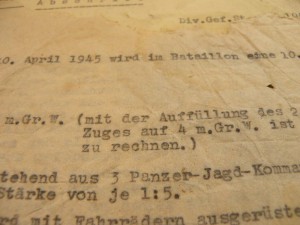 Div.Gef.St.
0. April 1945 wird im Bataillon eine 10.
m.Gr.W. (mit der Auffüllung des 2
Zuges auf 4 m.Gr.W. ist
zu rechnen.)
stehend aus 3 Panzer-Jagd-Komma
Stärke von je 1:5.
rd mit Fahrrädern ausgerüste